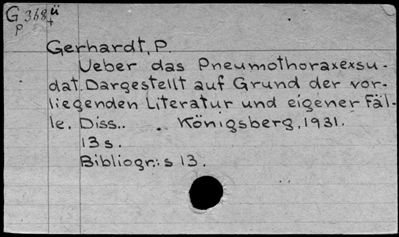 G 368 ü
p +
Gerhardt, P.
Ueber das Pneumothoraxexsu-
dat. Dargestellt auf Grund der vor-
liegenden Literatur und eigener Fäl-
le. Diss.. . Königsberg, 1931.
13 s.
Bibliogr.: s 13.